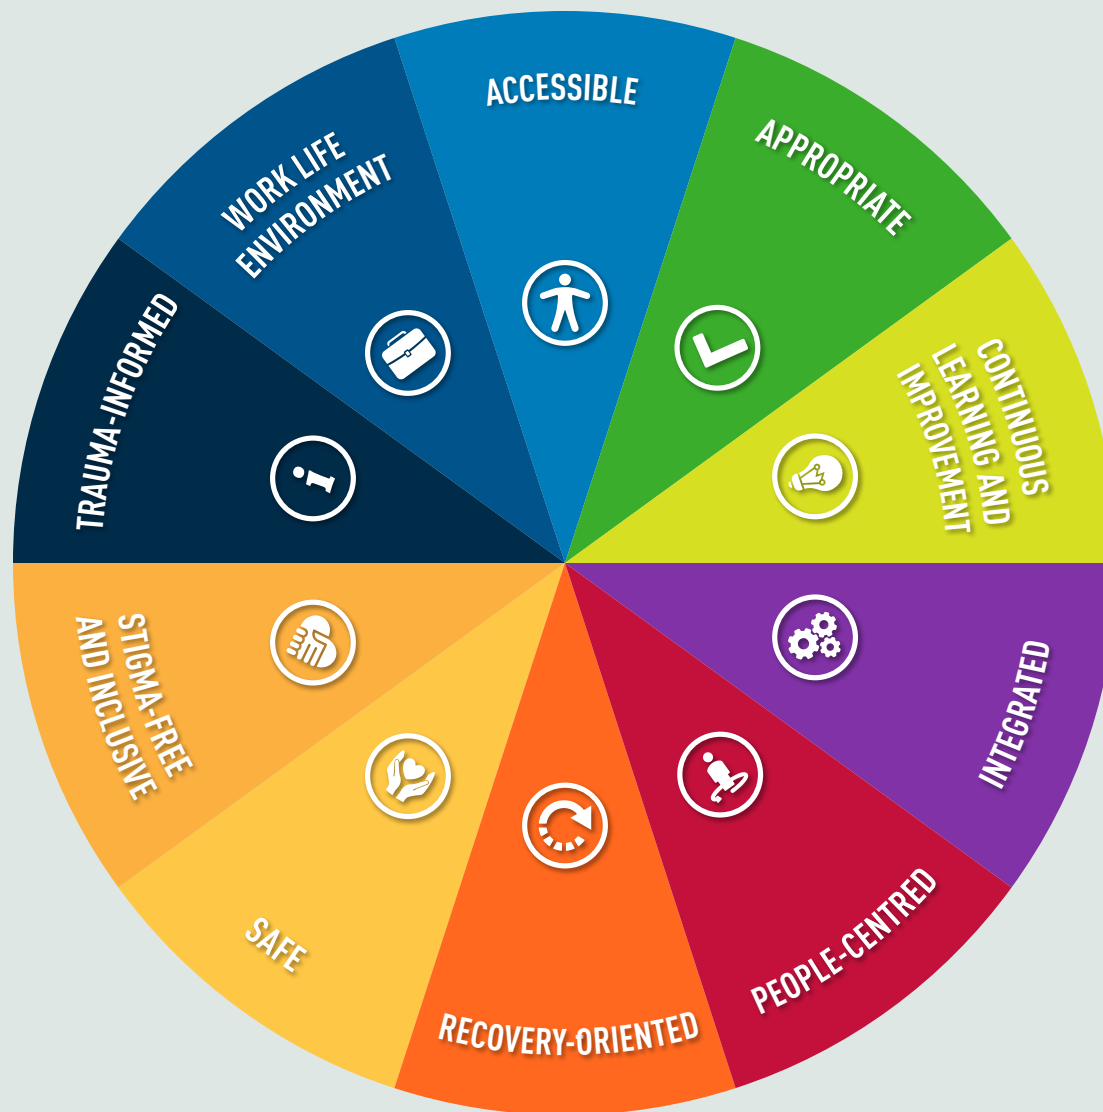 ACCESSIBLE
APPROPRIATE
CONTINUOUS
LEARNING AND
IMPROVEMENT
INTEGRATED
PEOPLE-CENTRED
RECOVERY-ORIENTED
SAFE
STIGMA-FREE
AND INCLUSIVE
TRAUMA-INFORMED
WORK LIFE
ENVIRONMENT